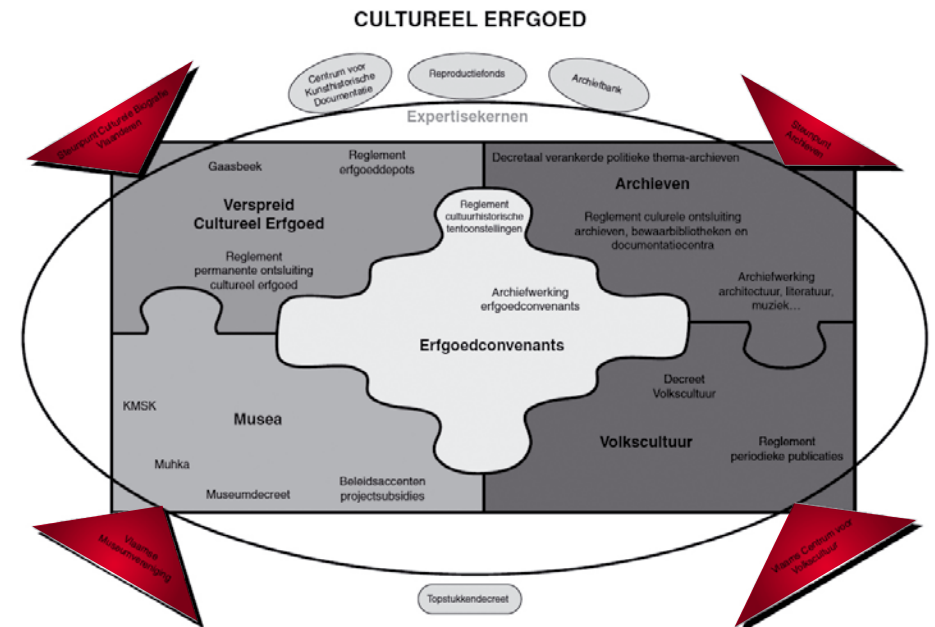 CULTUREEL ERFGOED
Centrum voor
Kunsthistorische
Documentatie
Reproductiefonds
Archiefbank
Expertisekernen
Steunpunt Culturele Biografie
Vlaanderen
Steunpunt
Archieven
Gaasbeek
Reglement
erfgoeddepots
Verspreid
Cultureel Erfgoed
Reglement
permanente ontsluiting
cultureel erfgoed
Decretaal verankerde politieke thema-archieven
Archieven
Reglement culurele ontsluiting
archieven, bewaarbibliotheken en
documentatiecentra
Archiefwerking
architectuur, literatuur,
muziek…
Reglement
cultuurhistorische
tentoonstellingen
Archiefwerking
erfgoedconvenants
Erfgoedconvenants
KMSK
Musea
Muhka
Museumdecreet
Beleidsaccenten
projectsubsidies
Decreet
Volkscultuur
Volkscultuur
Reglement
periodieke publicaties
Vlaamse
Museumvereniging
Vlaams Centrum voor
Volkscultuur
Topstukkendecreet